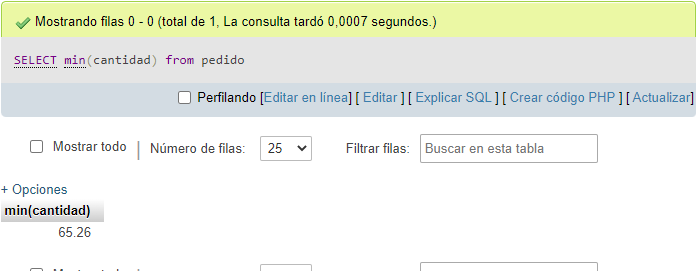 Mostrando filas 0 - 0 (total de 1, La consulta tardó 0,0007 segundos.)
SELECT min(cantidad) from pedido
Perfilando [Editar en línea] [ Editar ] [ Explicar SQL ] [ Crear código PHP ] [ Actualizar]
Mostrar todo | Número de filas: 25 Filtrar filas: Buscar en esta tabla
+ Opciones
min(cantidad)
65.26